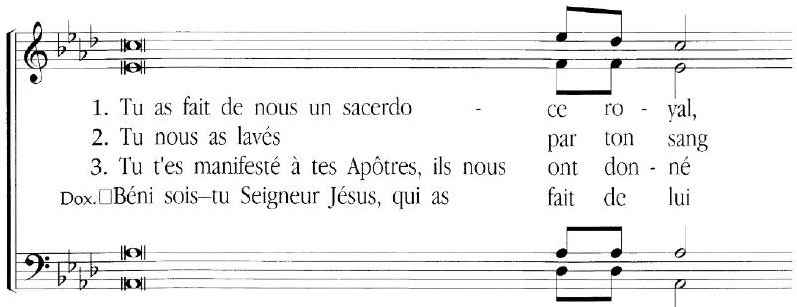 1. Tu as fait de nous un sacerdo - ce ro - yal,
2. Tu nous as lavés par ton sang
3. Tu t'es manifesté à tes Apôtres, ils nous ont don - né
Dox.□Béni sois–tu Seigneur Jésus, qui as fait de lui